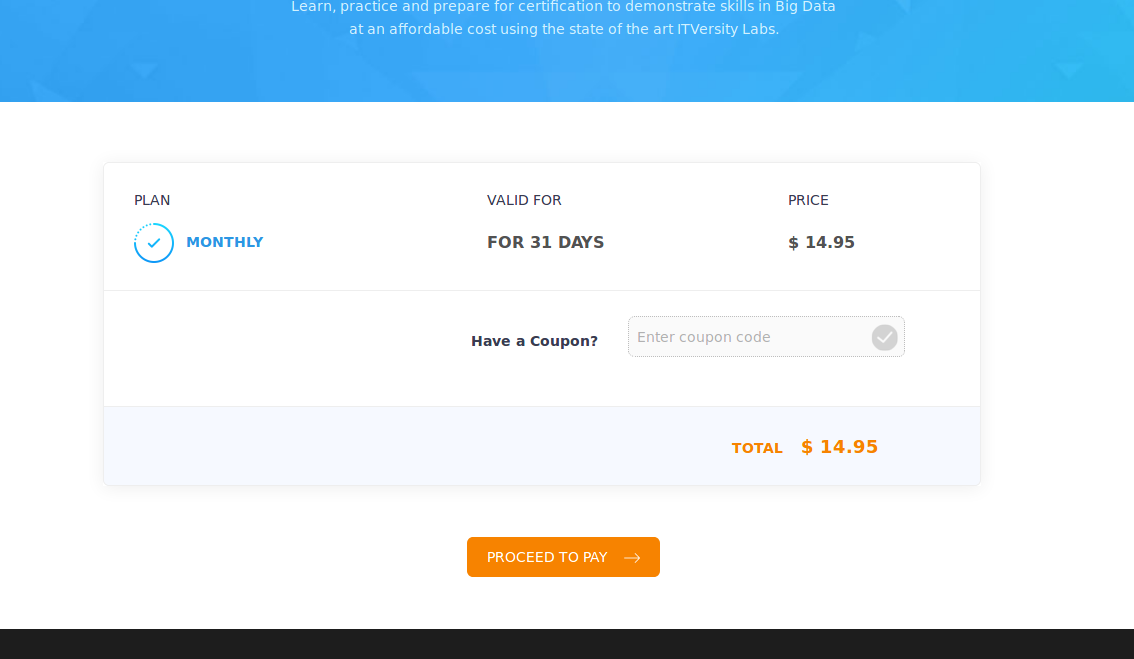 Learn, practice and prepare for certification to demonstrate skills in Big Data
at an affordable cost using the state of the art ITVersity Labs.
PLAN VALID FOR PRICE
MONTHLY FOR 31 DAYS $ 14.95
Have a Coupon? Enter coupon code
TOTAL $ 14.95
PROCEED TO PAY